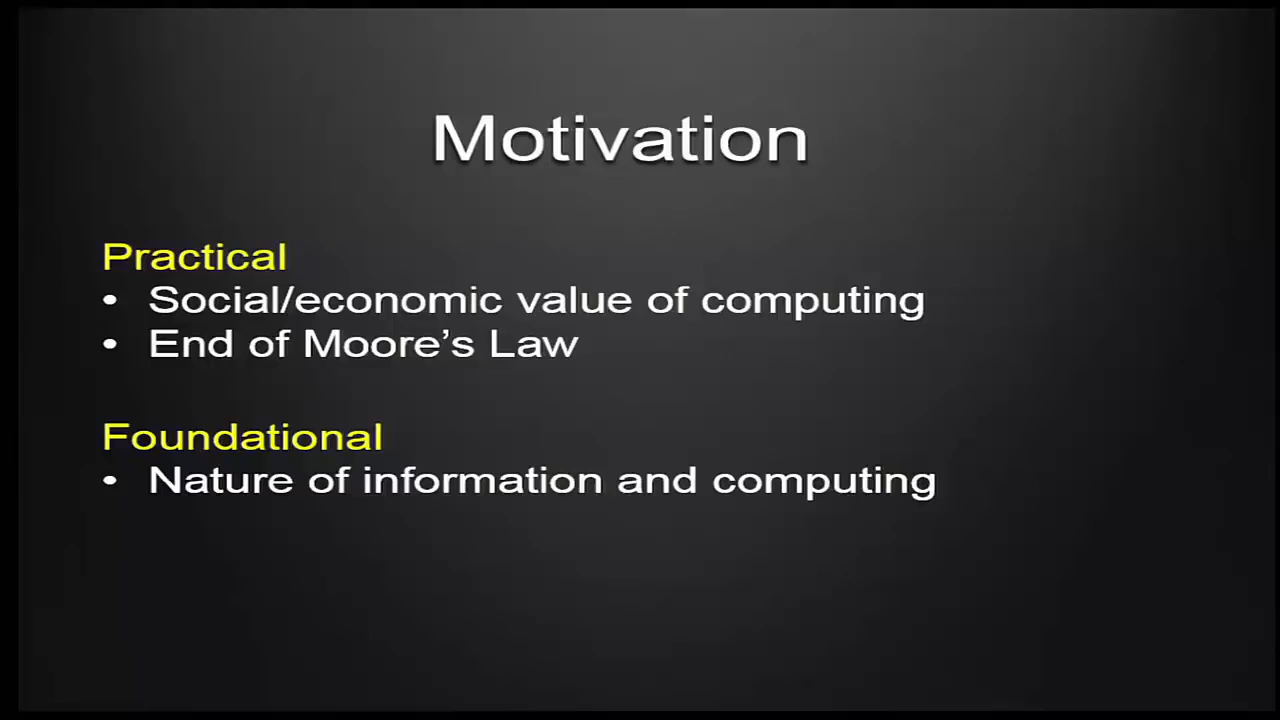 Motivation
Practical
• Social/economic value of computing
• End of Moore’s Law
Foundational
• Nature of information and computing